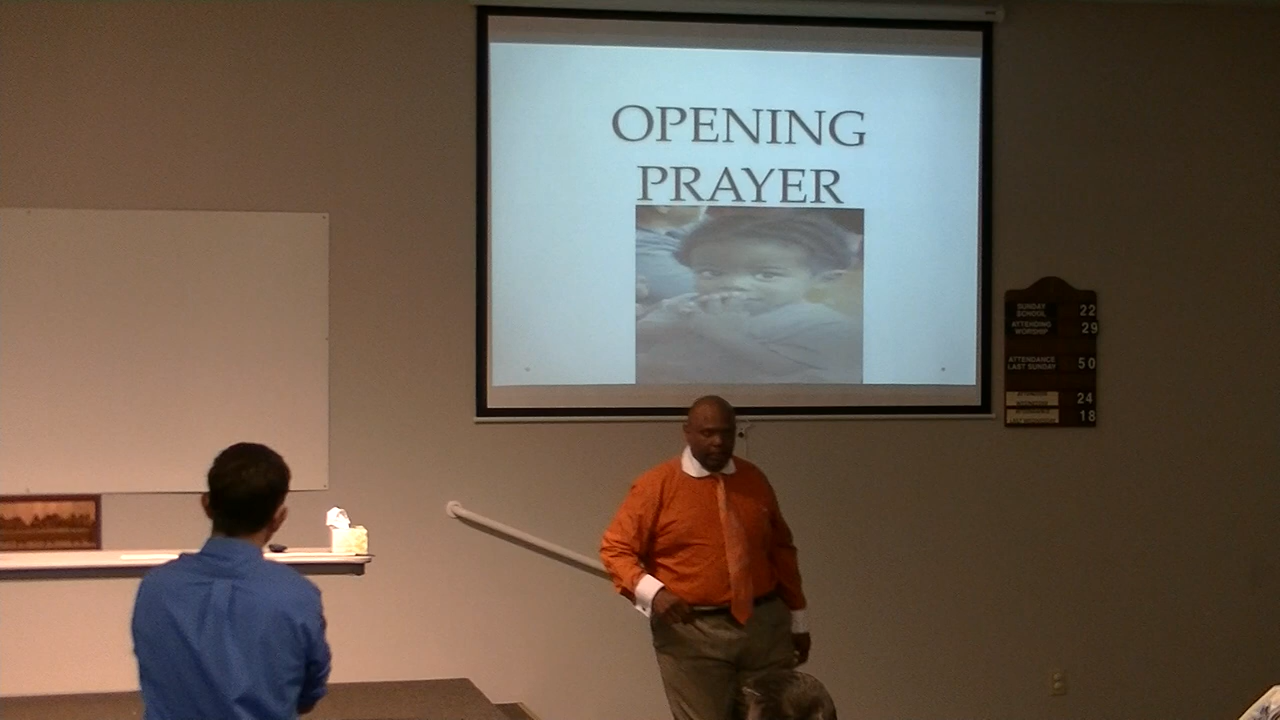 OPENING
PRAYER
SUNDAY
SCHOOL 22
ATTENDING
WORSHIP 29
ATTENDANCE
LAST SUNDAY 50
24
18